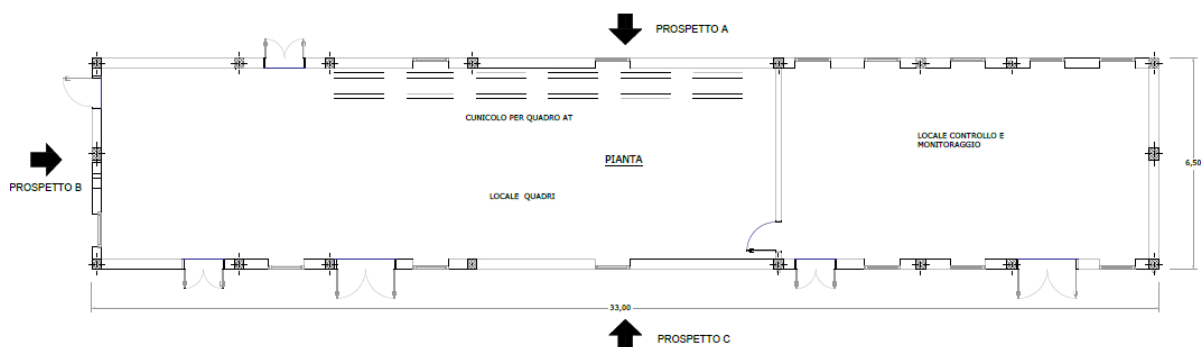 PROSPETTO A
CUNICOLO PER QUADRO AT
LOCALE CONTROLLO E
MONITORAGGIO
PIANTA
6,50
PROSPETTO B
LOCALE QUADRI
33,00
PROSPETTO C